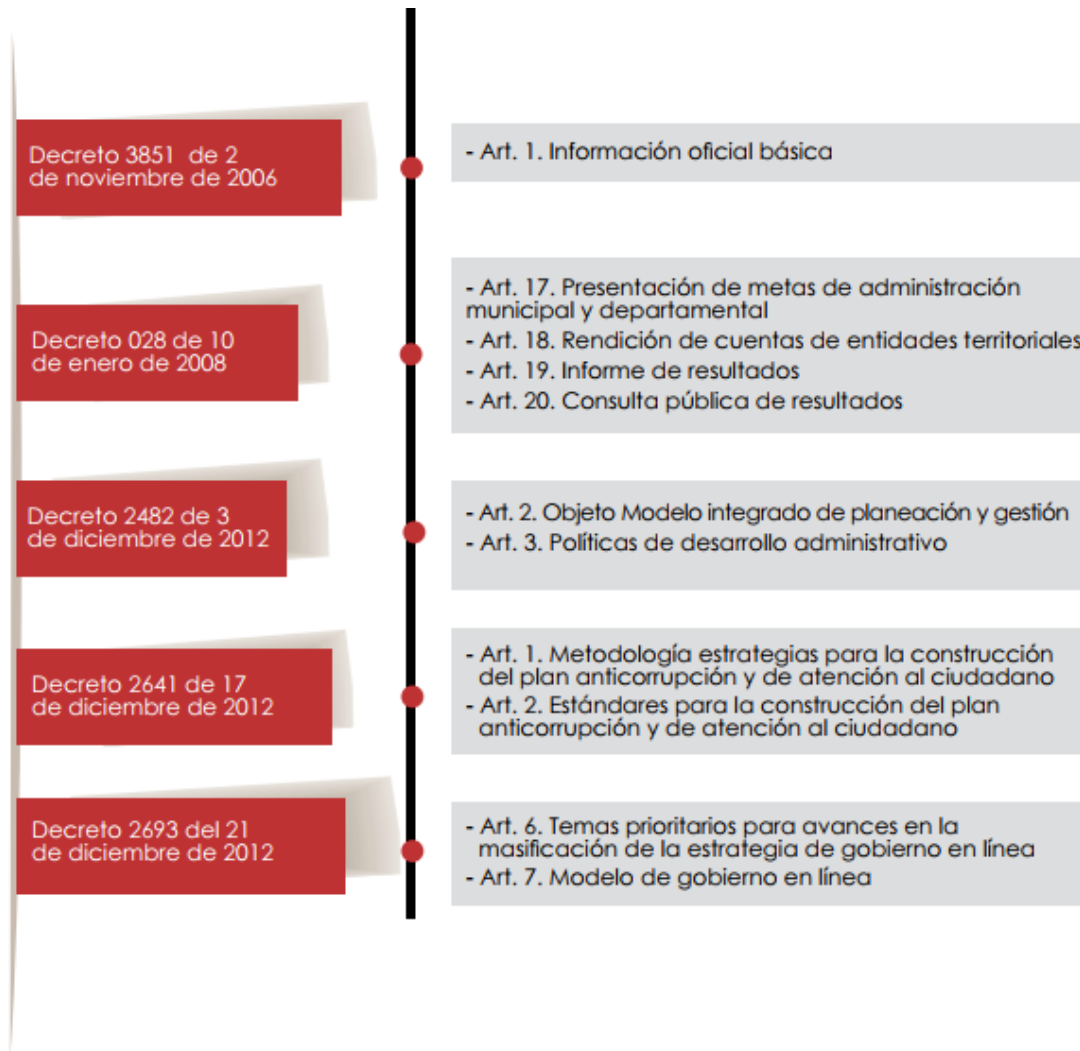 Decreto 3851 de 2
de noviembre de 2006
- Art. 1. Información oficial básica
Decreto 028 de 10
de enero de 2008
- Art. 17. Presentación de metas de administración
municipal y departamental
- Art. 18. Rendición de cuentas de entidades territoriales
- Art. 19. Informe de resultados
- Art. 20. Consulta pública de resultados
Decreto 2482 de 3
de diciembre de 2012
- Art. 2. Objeto Modelo integrado de planeación y gestión
- Art. 3. Políticas de desarrollo administrativo
Decreto 2641 de 17
de diciembre de 2012
- Art. 1. Metodología estrategias para la construcción
del plan anticorrupción y de atención al ciudadano
- Art. 2. Estándares para la construcción del plan
anticorrupción y de atención al ciudadano
Decreto 2693 del 21
de diciembre de 2012
- Art. 6. Temas prioritarios para avances en la
masificación de la estrategia de gobierno en línea
- Art. 7. Modelo de gobierno en línea